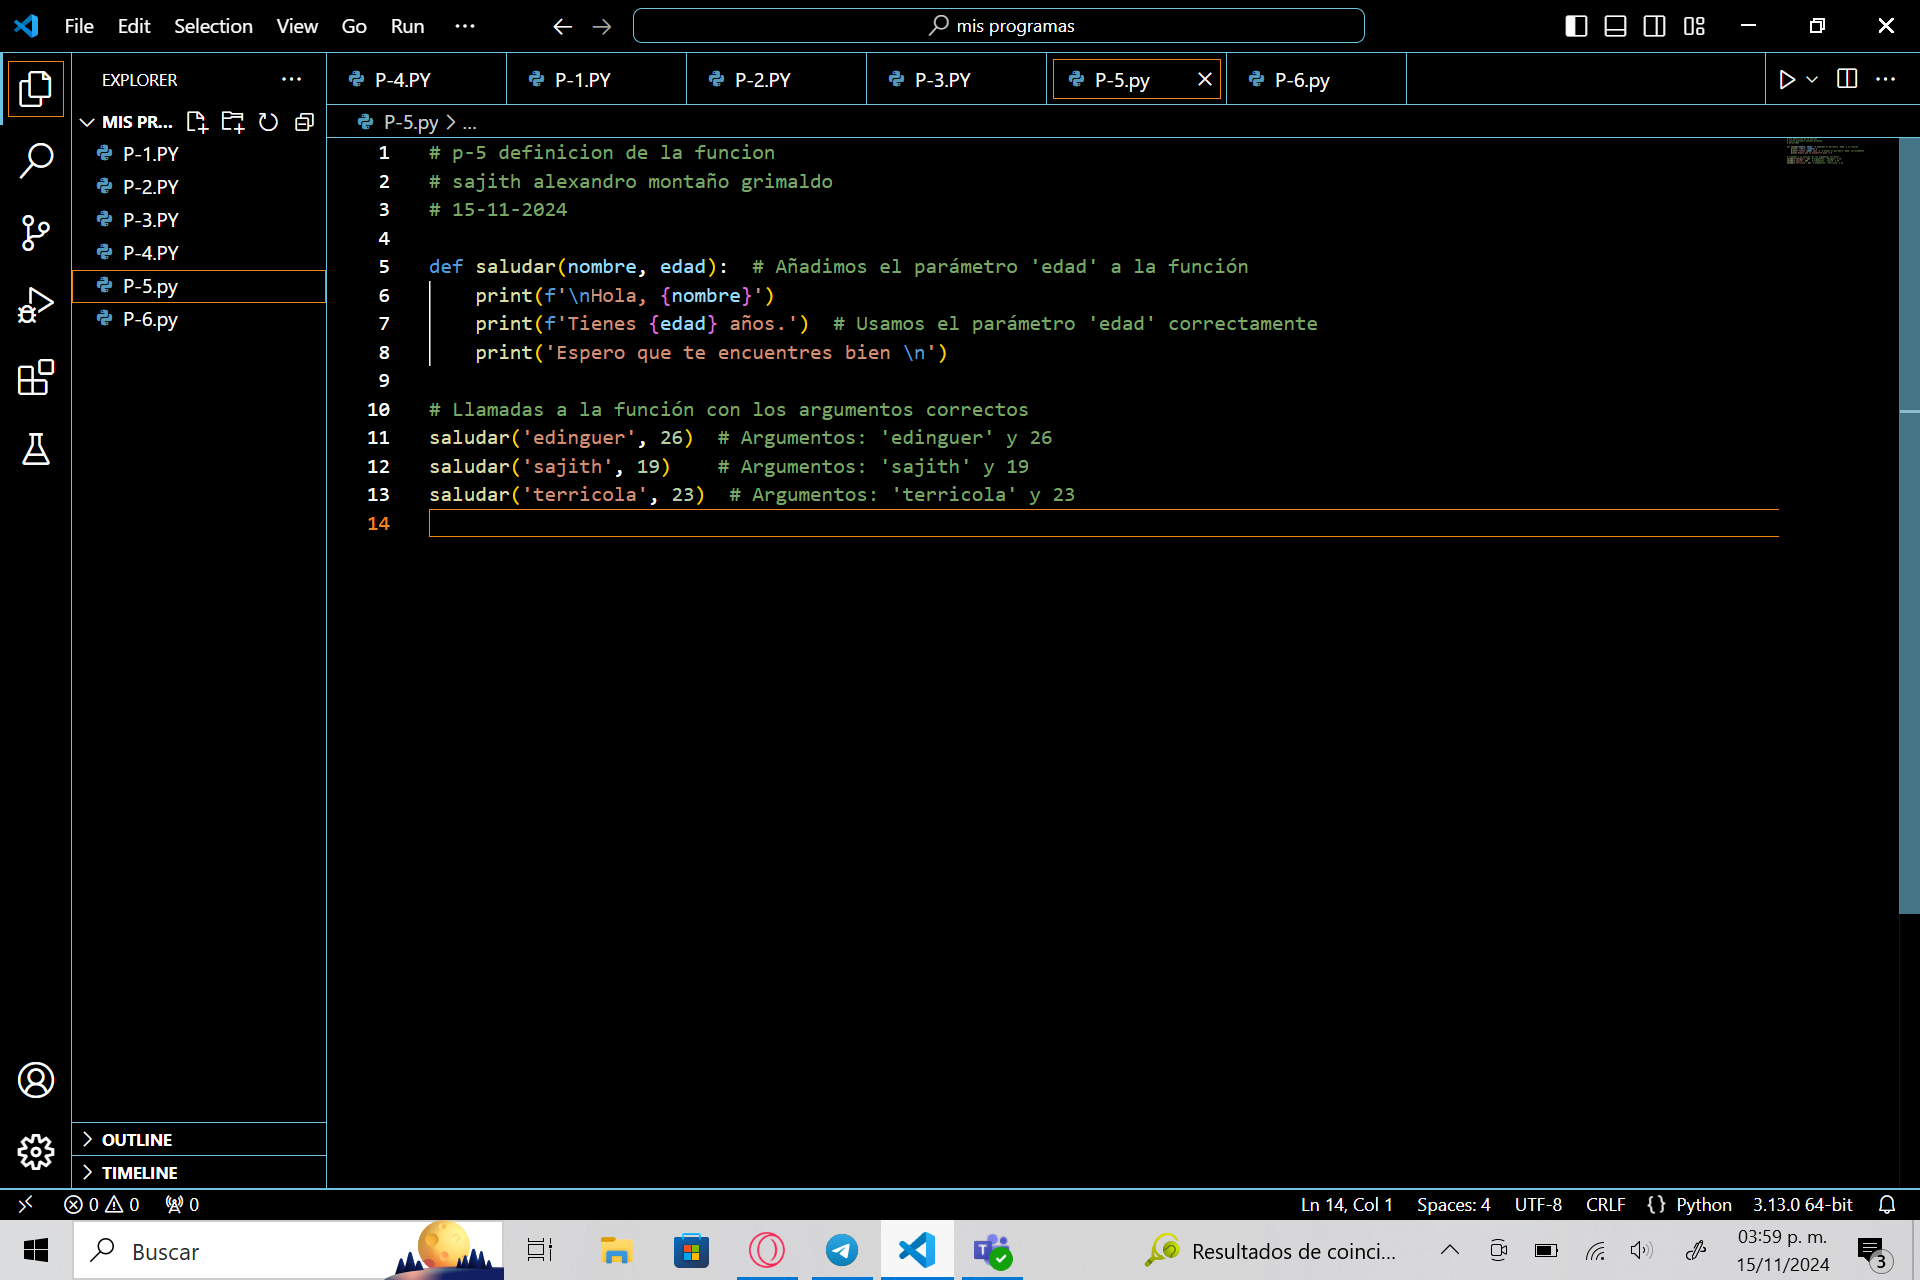 File Edit Selection View Go Run ···
mis programas
EXPLORER ···
P-4.PY P-1.PY P-2.PY P-3.PY P-5.py P-6.py
MIS PR...
P-5.py > ...
P-1.PY
P-2.PY
P-3.PY
P-4.PY
P-5.py
P-6.py
1 # p-5 definicion de la funcion
2 # sajith alexandro montaño grimaldo
3 # 15-11-2024
4
5 def saludar(nombre, edad):  # Añadimos el parámetro 'edad' a la función
6     print(f'\nHola, {nombre}')
7     print(f'Tienes {edad} años.')  # Usamos el parámetro 'edad' correctamente
8     print('Espero que te encuentres bien \n')
9
10 # Llamadas a la función con los argumentos correctos
11 saludar('edinguer', 26)  # Argumentos: 'edinguer' y 26
12 saludar('sajith', 19)    # Argumentos: 'sajith' y 19
13 saludar('terricola', 23)  # Argumentos: 'terricola' y 23
14
OUTLINE
TIMELINE
0 0 0 Ln 14, Col 1 Spaces: 4 UTF-8 CRLF {} Python 3.13.0 64-bit
Buscar
Resultados de coinci...
03:59 p. m.
15/11/2024
3